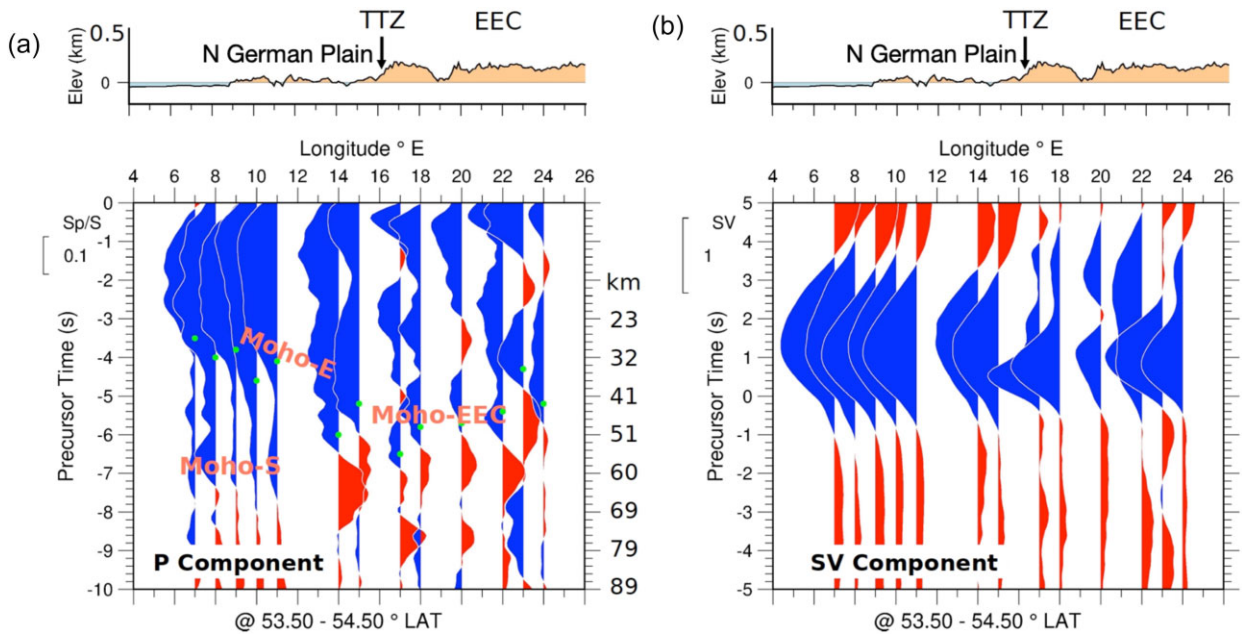 (a)
TTZ
EEC
0.5
0
Elev (km)
N German Plain
Longitude ° E
4 6 8 10 12 14 16 18 20 22 24 26
Sp/S
0.1
Precursor Time (s)
0
-1
-2
-3
-4
-5
-6
-7
-8
-9
-10
km
23
32
41
51
60
69
79
89
Moho-E
Moho-EEC
Moho-S
P Component
@ 53.50 - 54.50 ° LAT
(b)
TTZ
EEC
0.5
0
Elev (km)
N German Plain
Longitude ° E
4 6 8 10 12 14 16 18 20 22 24 26
SV
1
Precursor Time (s)
5
4
3
2
1
0
-1
-2
-3
-4
-5
SV Component
@ 53.50 - 54.50 ° LAT